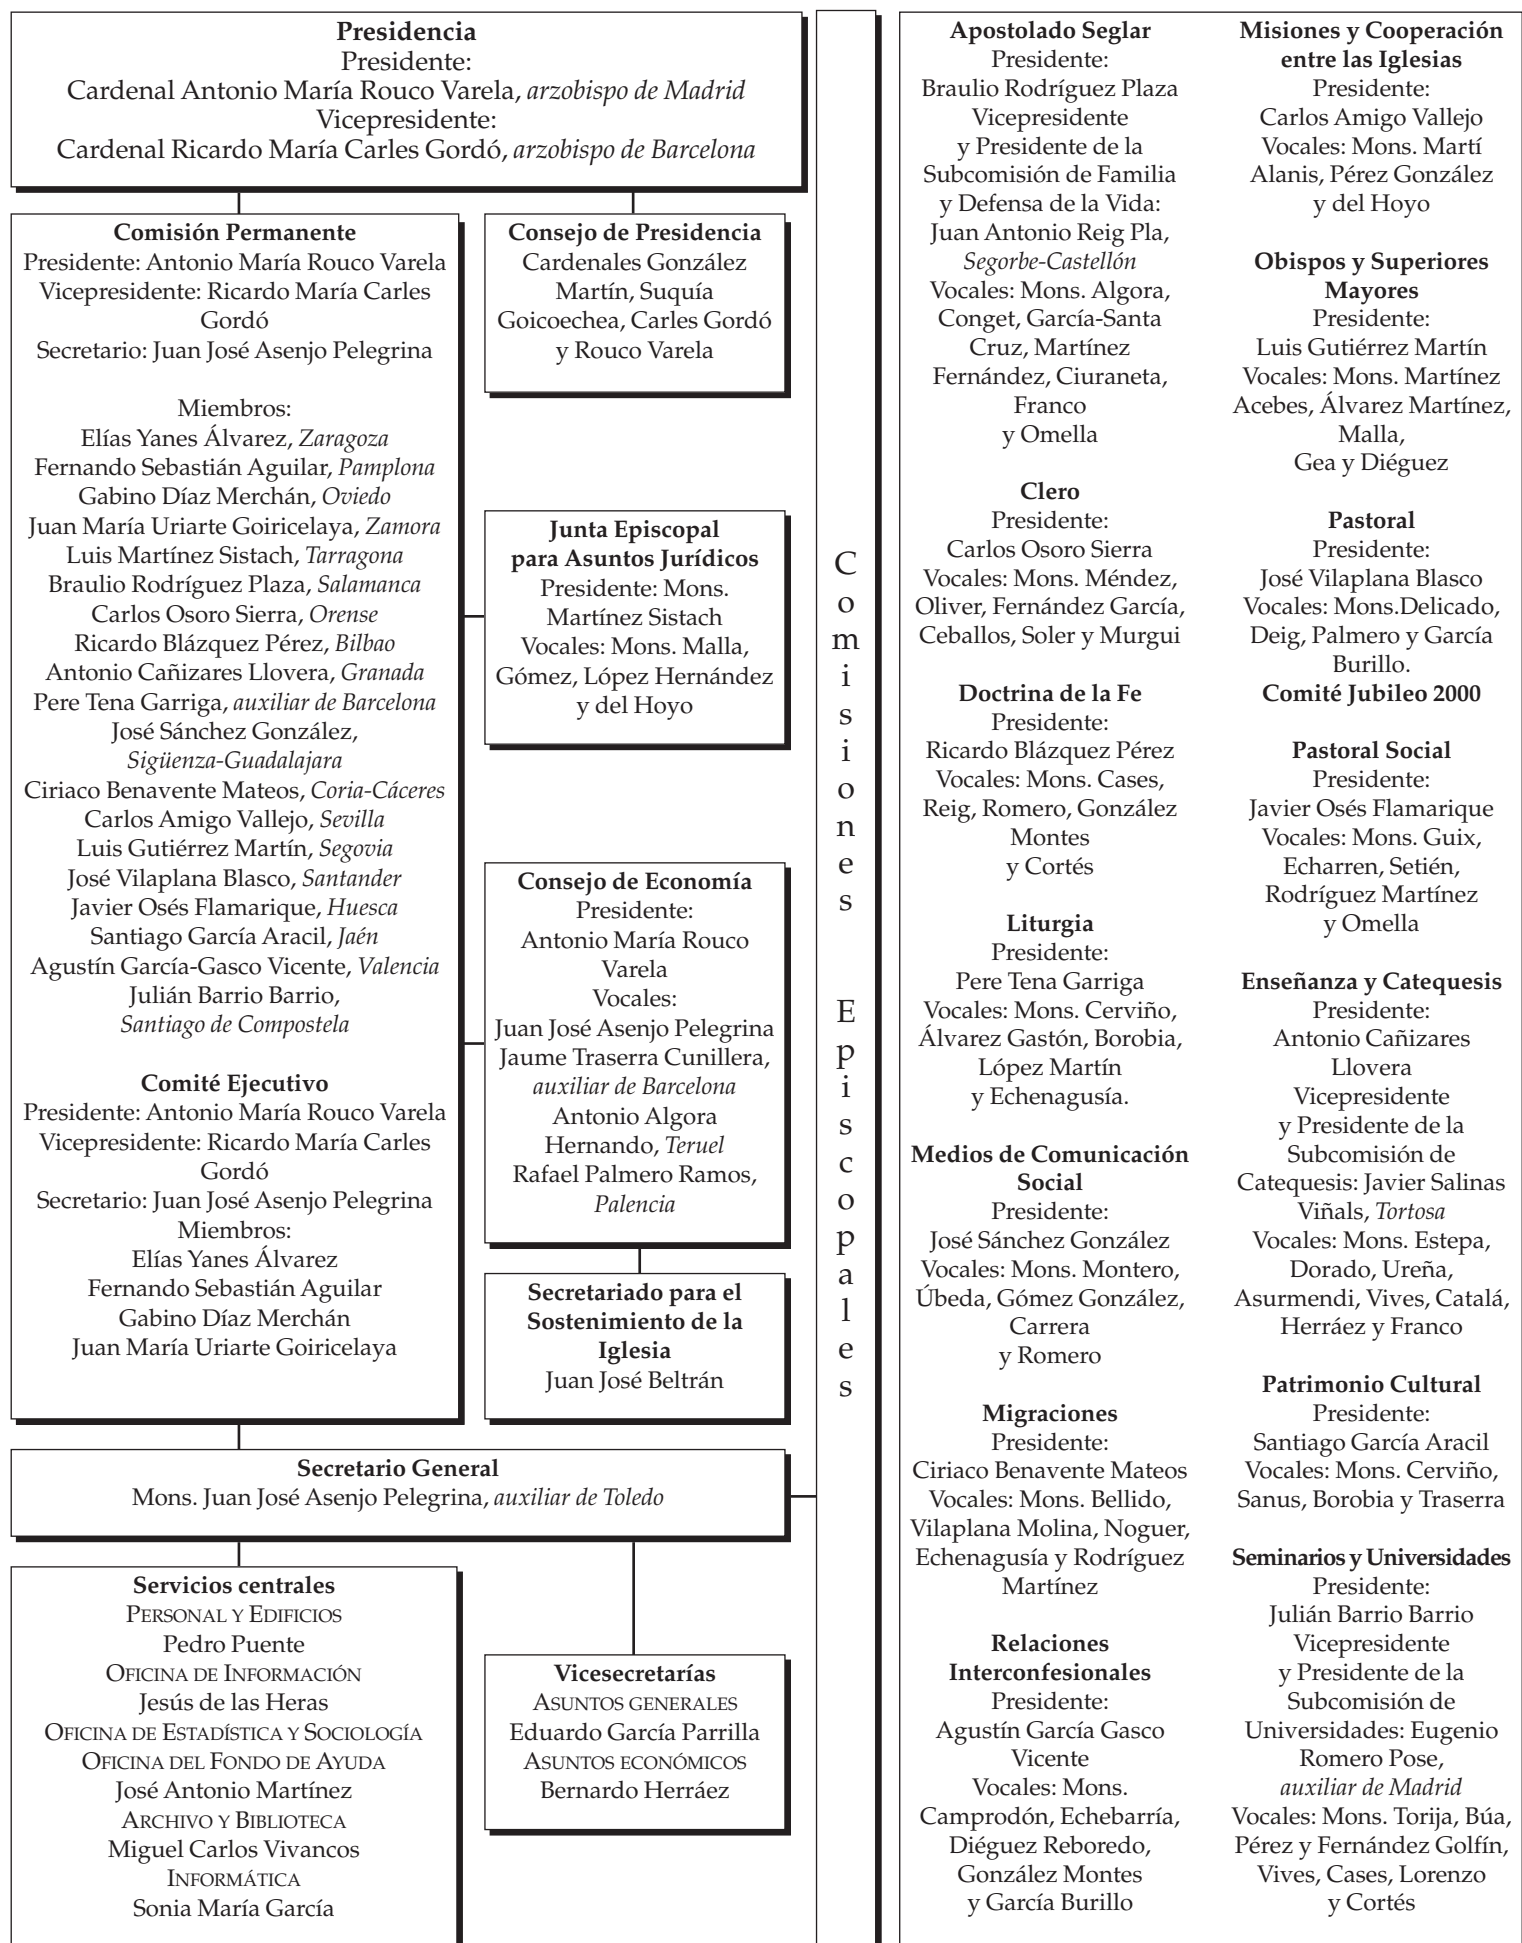 Presidencia
Presidente:
Cardenal Antonio María Rouco Varela, arzobispo de Madrid
Vicepresidente:
Cardenal Ricardo María Carles Gordó, arzobispo de Barcelona
Comisión Permanente
Presidente: Antonio María Rouco Varela
Vicepresidente: Ricardo María Carles
Gordó
Secretario: Juan José Asenjo Pelegrina
Miembros:
Elías Yanes Álvarez, Zaragoza
Fernando Sebastián Aguilar, Pamplona
Gabino Díaz Merchán, Oviedo
Juan María Uriarte Goiricelaya, Zamora
Luis Martínez Sistach, Tarragona
Braulio Rodríguez Plaza, Salamanca
Carlos Osoro Sierra, Orense
Ricardo Blázquez Pérez, Bilbao
Antonio Cañizares Llovera, Granada
Pere Tena Garriga, auxiliar de Barcelona
José Sánchez González,
Sigüenza-Guadalajara
Ciriaco Benavente Mateos, Coria-Cáceres
Carlos Amigo Vallejo, Sevilla
Luis Gutiérrez Martín, Segovia
José Vilaplana Blasco, Santander
Javier Osés Flamarique, Huesca
Santiago García Aracil, Jaén
Agustín García-Gasco Vicente, Valencia
Julián Barrio Barrio,
Santiago de Compostela
Comité Ejecutivo
Presidente: Antonio María Rouco Varela
Vicepresidente: Ricardo María Carles
Gordó
Secretario: Juan José Asenjo Pelegrina
Miembros:
Elías Yanes Álvarez
Fernando Sebastián Aguilar
Gabino Díaz Merchán
Juan María Uriarte Goiricelaya
Consejo de Presidencia
Cardenales González
Martín, Suquía
Goicoechea, Carles Gordó
y Rouco Varela
Junta Episcopal
para Asuntos Jurídicos
Presidente: Mons.
Martínez Sistach
Vocales: Mons. Malla,
Gómez, López Hernández
y del Hoyo
Consejo de Economía
Presidente:
Antonio María Rouco
Varela
Vocales:
Juan José Asenjo Pelegrina
Jaume Traserra Cunillera,
auxiliar de Barcelona
Antonio Algora
Hernando, Teruel
Rafael Palmero Ramos,
Palencia
Secretariado para el
Sostenimiento de la
Iglesia
Juan José Beltrán
Secretario General
Mons. Juan José Asenjo Pelegrina, auxiliar de Toledo
Servicios centrales
PERSONAL Y EDIFICIOS
Pedro Puente
OFICINA DE INFORMACIÓN
Jesús de las Heras
OFICINA DE ESTADÍSTICA Y SOCIOLOGÍA
OFICINA DEL FONDO DE AYUDA
José Antonio Martínez
ARCHIVO Y BIBLIOTECA
Miguel Carlos Vivancos
INFORMÁTICA
Sonia María García
Vicesecretarías
ASUNTOS GENERALES
Eduardo García Parrilla
ASUNTOS ECONÓMICOS
Bernardo Herráez
Comisiones Episcopales
Apostolado Seglar
Presidente:
Braulio Rodríguez Plaza
Vicepresidente
y Presidente de la
Subcomisión de Familia
y Defensa de la Vida:
Juan Antonio Reig Pla,
Segorbe-Castellón
Vocales: Mons. Algora,
Conget, García-Santa
Cruz, Martínez
Fernández, Ciuraneta,
Franco
y Omella
Clero
Presidente:
Carlos Osoro Sierra
Vocales: Mons. Méndez,
Oliver, Fernández García,
Ceballos, Soler y Murgui
Doctrina de la Fe
Presidente:
Ricardo Blázquez Pérez
Vocales: Mons. Cases,
Reig, Romero, González
Montes
y Cortés
Liturgia
Presidente:
Pere Tena Garriga
Vocales: Mons. Cerviño,
Álvarez Gastón, Borobia,
López Martín
y Echenagusía.
Medios de Comunicación
Social
Presidente:
José Sánchez González
Vocales: Mons. Montero,
Úbeda, Gómez González,
Carrera
y Romero
Migraciones
Presidente:
Ciriaco Benavente Mateos
Vocales: Mons. Bellido,
Vilaplana Molina, Noguer,
Echenagusía y Rodríguez
Martínez
Relaciones
Interconfesionales
Presidente:
Agustín García Gasco
Vicente
Vocales: Mons.
Camprodón, Echebarría,
Diéguez Reboredo,
González Montes
y García Burillo
Misiones y Cooperación
entre las Iglesias
Presidente:
Carlos Amigo Vallejo
Vocales: Mons. Martí
Alanis, Pérez González
y del Hoyo
Obispos y Superiores
Mayores
Presidente:
Luis Gutiérrez Martín
Vocales: Mons. Martínez
Acebes, Álvarez Martínez,
Malla,
Gea y Diéguez
Pastoral
Presidente:
José Vilaplana Blasco
Vocales: Mons.Delicado,
Deig, Palmero y García
Burillo.
Comité Jubileo 2000
Pastoral Social
Presidente:
Javier Osés Flamarique
Vocales: Mons. Guix,
Echarren, Setién,
Rodríguez Martínez
y Omella
Enseñanza y Catequesis
Presidente:
Antonio Cañizares
Llovera
Vicepresidente
y Presidente de la
Subcomisión de
Catequesis: Javier Salinas
Viñals, Tortosa
Vocales: Mons. Estepa,
Dorado, Ureña,
Asurmendi, Vives, Catalá,
Herráez y Franco
Patrimonio Cultural
Presidente:
Santiago García Aracil
Vocales: Mons. Cerviño,
Sanus, Borobia y Traserra
Seminarios y Universidades
Presidente:
Julián Barrio Barrio
Vicepresidente
y Presidente de la
Subcomisión de
Universidades: Eugenio
Romero Pose,
auxiliar de Madrid
Vocales: Mons. Torija, Búa,
Pérez y Fernández Golfín,
Vives, Cases, Lorenzo
y Cortés